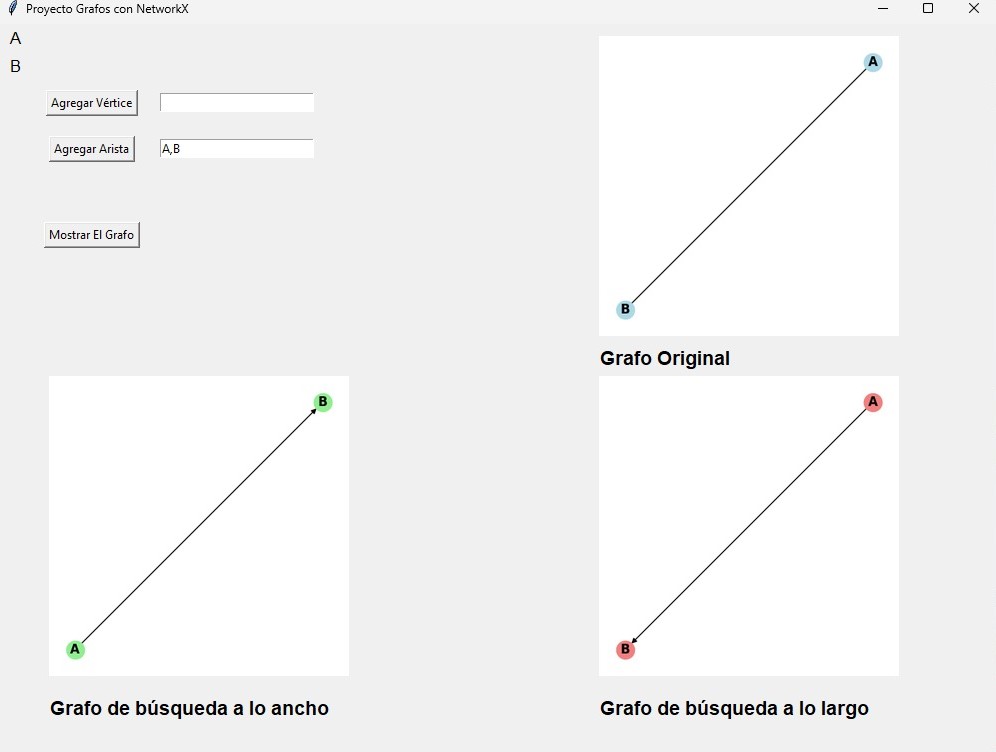 Proyecto Grafos con NetworkX
A
B
Agregar Vértice
Agregar Arista A,B
Mostrar El Grafo
A
B
Grafo Original
B
A
A
B
Grafo de búsqueda a lo ancho
Grafo de búsqueda a lo largo